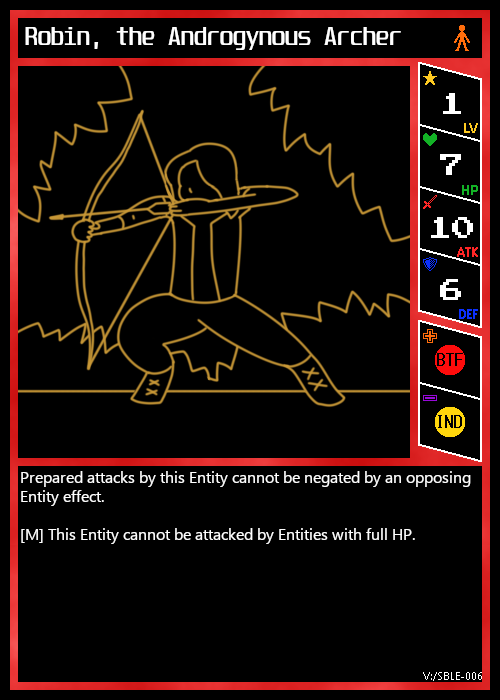 Robin, the Androgynous Archer
1
LV
7
HP
10
ATK
6
DEF
BTF
IND
Prepared attacks by this Entity cannot be negated by an opposing
Entity effect.
[M] This Entity cannot be attacked by Entities with full HP.
V:/SBLE-006